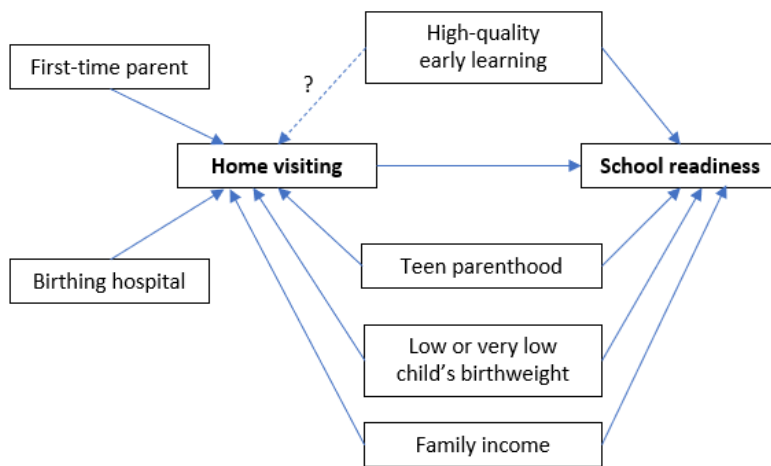 High-quality
early learning
First-time parent
?
Home visiting
School readiness
Teen parenthood
Birthing hospital
Low or very low
child's birthweight
Family income